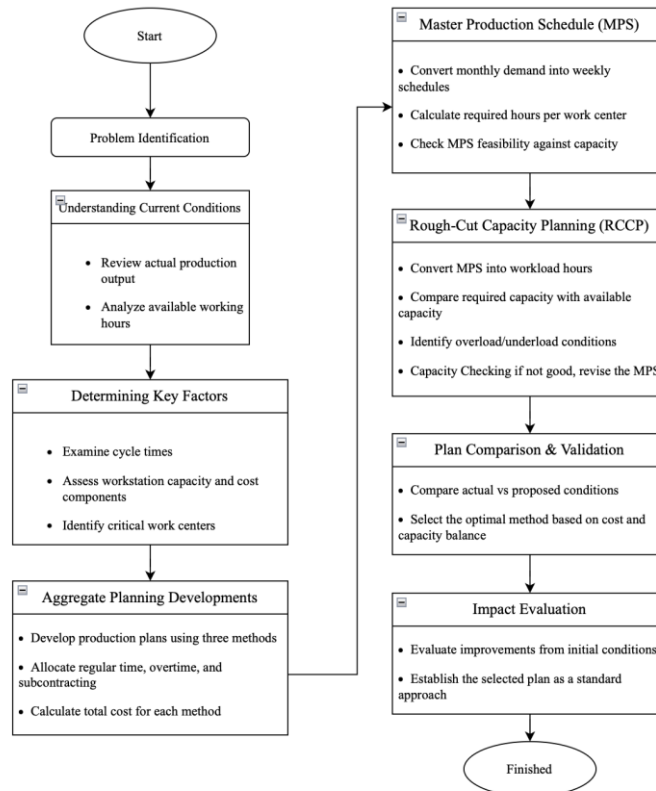 Start
Problem Identification
Understanding Current Conditions
• Review actual production
output
• Analyze available working
hours
Determining Key Factors
• Examine cycle times
• Assess workstation capacity and cost
components
• Identify critical work centers
Aggregate Planning Developments
• Develop production plans using three methods
• Allocate regular time, overtime, and
subcontracting
• Calculate total cost for each method
Master Production Schedule (MPS)
• Convert monthly demand into weekly
schedules
• Calculate required hours per work center
• Check MPS feasibility against capacity
Rough-Cut Capacity Planning (RCCP)
• Convert MPS into workload hours
• Compare required capacity with available
capacity
• Identify overload/underload conditions
• Capacity Checking if not good, revise the MPS
Plan Comparison & Validation
• Compare actual vs proposed conditions
• Select the optimal method based on cost and
capacity balance
Impact Evaluation
• Evaluate improvements from initial conditions
• Establish the selected plan as a standard
approach
Finished